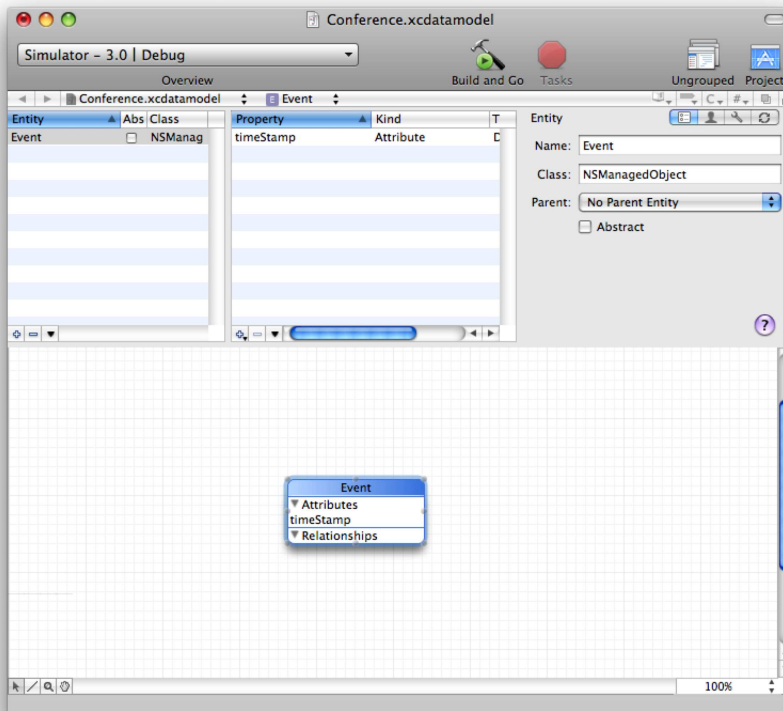 Conference.xcdatamodel
Simulator - 3.0 | Debug
Overview
Build and Go
Tasks
Ungrouped
Project
Conference.xcdatamodel
E Event
C
#
Entity
Abs
Class
Event
NSManag
Property
Kind
T
timeStamp
Attribute
D
Entity
Name: Event
Class: NSManagedObject
Parent: No Parent Entity
Abstract
?
Event
Attributes
timeStamp
Relationships
100%